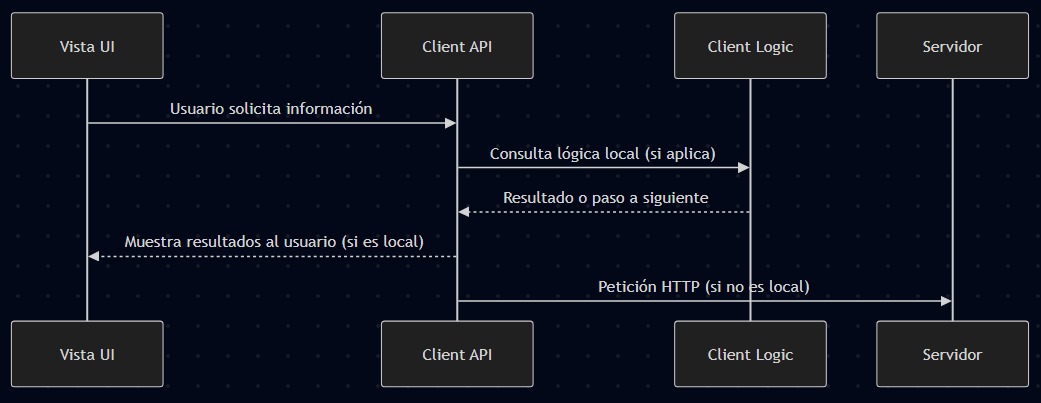 Vista UI
Client API
Client Logic
Servidor
Usuario solicita información
Consulta lógica local (si aplica)
Resultado o paso a siguiente
Muestra resultados al usuario (si es local)
Petición HTTP (si no es local)
Vista UI
Client API
Client Logic
Servidor